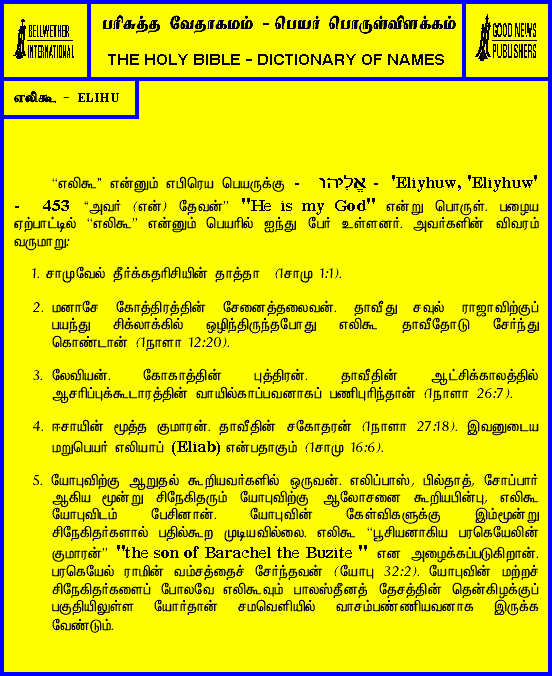 BELLWETHER
INTERNATIONAL
பரிசுத்த வேதாகமம் - பெயர் பொருள்விளக்கம்
THE HOLY BIBLE - DICTIONARY OF NAMES
GOOD NEWS
PUBLISHERS
எலிகூ - ELIHU
“எலிகூ” என்னும் எபிரெய பெயருக்கு - אֱלִיהוּ - 'Eliyhuw, 'Eliyhuw'
- 453 “அவர் (என்) தேவன்” "He is my God" என்று பொருள். பழைய
ஏற்பாட்டில் “எலிகூ” என்னும் பெயரில் ஐந்து பேர் உள்ளனர். அவர்களின் விவரம்
வருமாறு:
1. சாமுவேல் தீர்க்கதரிசியின் தாத்தா (1சாமு 1:1).
2. மனாசே கோத்திரத்தின் சேனைத்தலைவன். தாவீது சவுல் ராஜாவிற்குப்
பயந்து சிக்லாக்கில் ஒழிந்திருந்தபோது எலிகூ தாவீதோடு சேர்ந்து
கொண்டான் (1நாளா 12:20).
3. லேவியன். கோகாத்தின் புத்திரன். தாவீதின் ஆட்சிக்காலத்தில்
ஆசரிப்புக்கூடாரத்தின் வாயில்காப்பவனாகப் பணிபுரிந்தான் (1நாளா 26:7).
4. ஈசாயின் மூத்த குமாரன். தாவீதின் சகோதரன் (1நாளா 27:18). இவனுடைய
மறுபெயர் எலியாப் (Eliab) என்பதாகும் (1சாமு 16:6).
5. யோபுவிற்கு ஆறுதல் கூறியவர்களில் ஒருவன். எலிப்பாஸ், பில்தாத், சோப்பார்
ஆகிய மூன்று சிநேகிதரும் யோபுவிற்கு ஆலோசனை கூறியபின்பு, எலிகூ
யோபுவிடம் பேசினான். யோபுவின் கேள்விகளுக்கு இம்மூன்று
சிநேகிதர்களால் பதில்கூற முடியவில்லை. எலிகூ “பூசியனாகிய பரகெயேலின்
குமாரன்” "the son of Barachel the Buzite " என அழைக்கப்படுகிறான்.
பரகெயேல் ராமின் வம்சத்தைச் சேர்ந்தவன் (யோபு 32:2). யோபுவின் மற்றச்
சிநேகிதர்களைப் போலவே எலிகூவும் பாலஸ்தீனத் தேசத்தின் தென்கிழக்குப்
பகுதியிலுள்ள யோர்தான் சமவெளியில் வாசம்பண்ணியவனாக இருக்க
வேண்டும்.